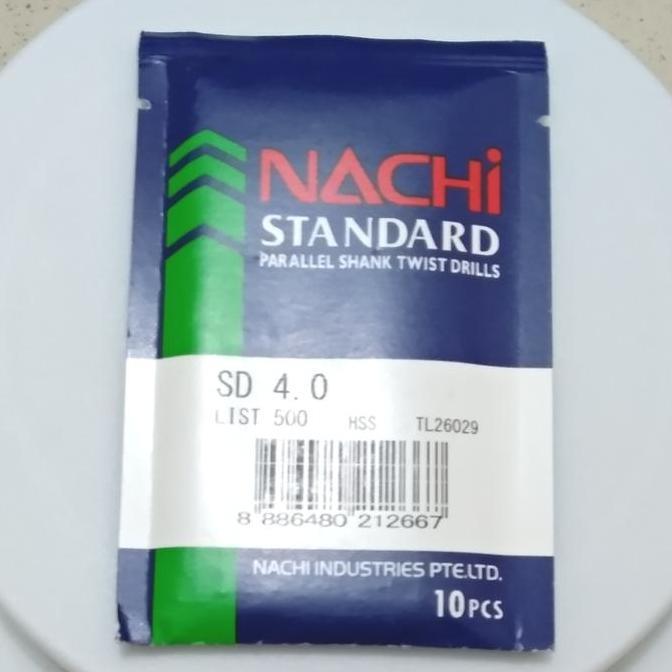 NACHi
STANDARD
PARALLEL SHANK TWIST DRILLS
SD 4.0
LIST 500 HSS TL26029
8 886480 212667
NACHI INDUSTRIES PTE.LTD.
10PCS